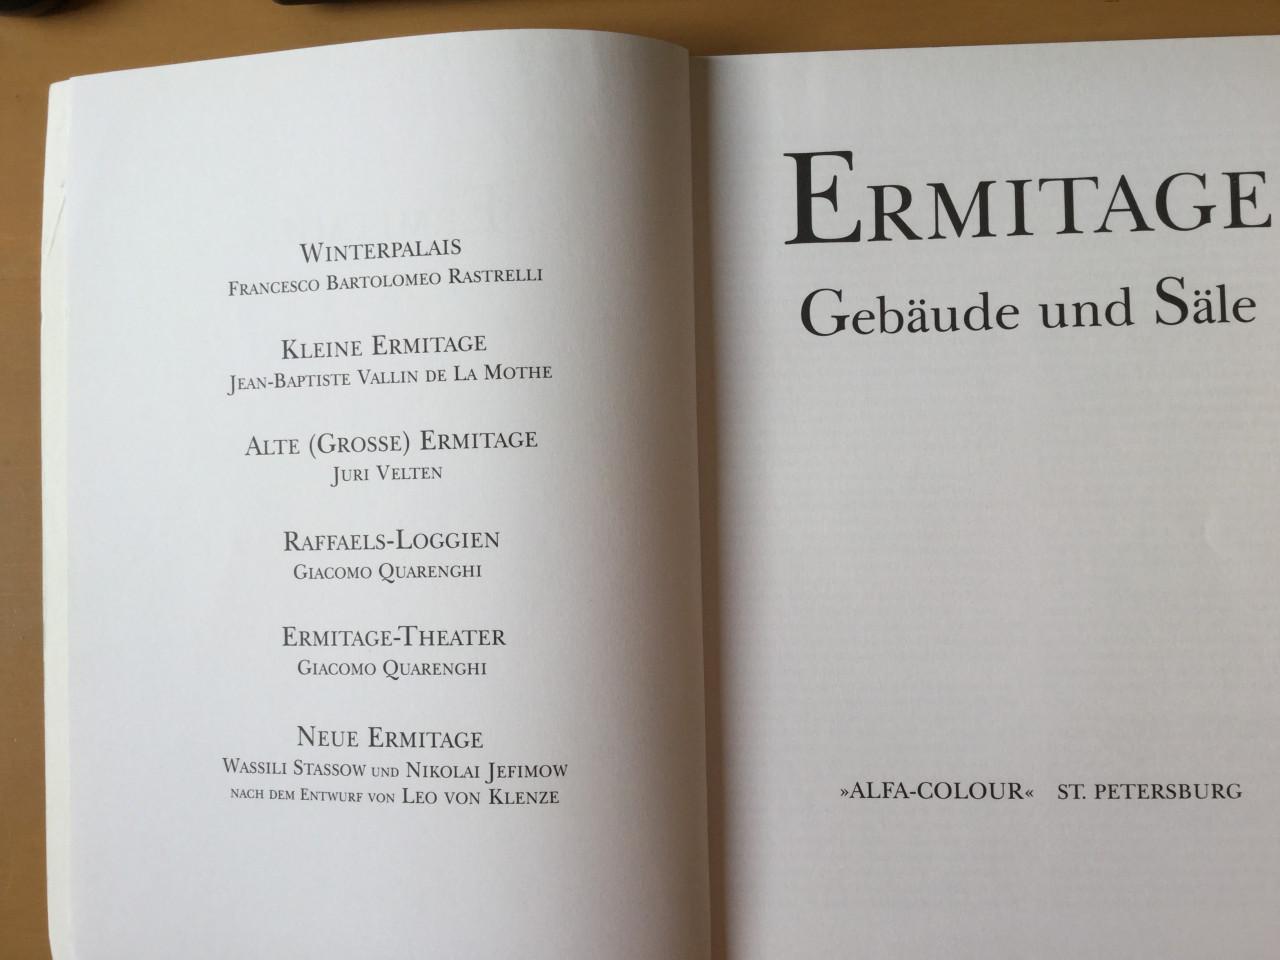 WINTERPALAIS
FRANCESCO BARTOLOMEO RASTRELLI
KLEINE ERMITAGE
JEAN-BAPTISTE VALLIN DE LA MOTHE
ALTE (GROSSE) ERMITAGE
JURI VELTEN
RAFFAELS-LOGGIEN
GIACOMO QUARENGHI
ERMITAGE-THEATER
GIACOMO QUARENGHI
NEUE ERMITAGE
WASSILI STASSOW UND NIKOLAI JEFIMOW
NACH DEM ENTWURF VON LEO VON KLENZE
ERMITAGE
Gebäude und Säle
»ALFA-COLOUR« ST. PETERSBURG